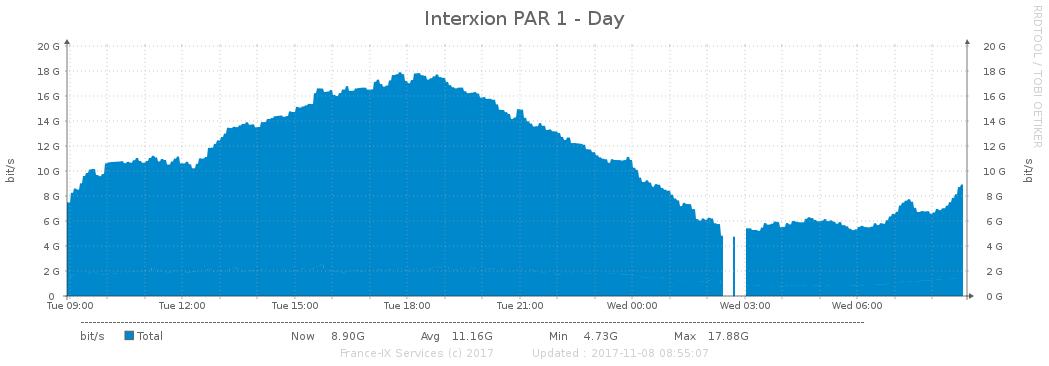 Interxion PAR 1 - Day
RRDTOOL / TOBI OETIKER
20 G 20 G
18 G 18 G
16 G 16 G
14 G 14 G
12 G 12 G
10 G 10 G
8 G 8 G
6 G 6 G
4 G 4 G
2 G 2 G
0 0 G
bit/s bit/s
Tue 09:00 Tue 12:00 Tue 15:00 Tue 18:00 Tue 21:00 Wed 00:00 Wed 03:00 Wed 06:00
bit/s Total Now 8.90G Avg 11.16G Min 4.73G Max 17.88G
France-IX Services (c) 2017 Updated : 2017-11-08 08:55:07